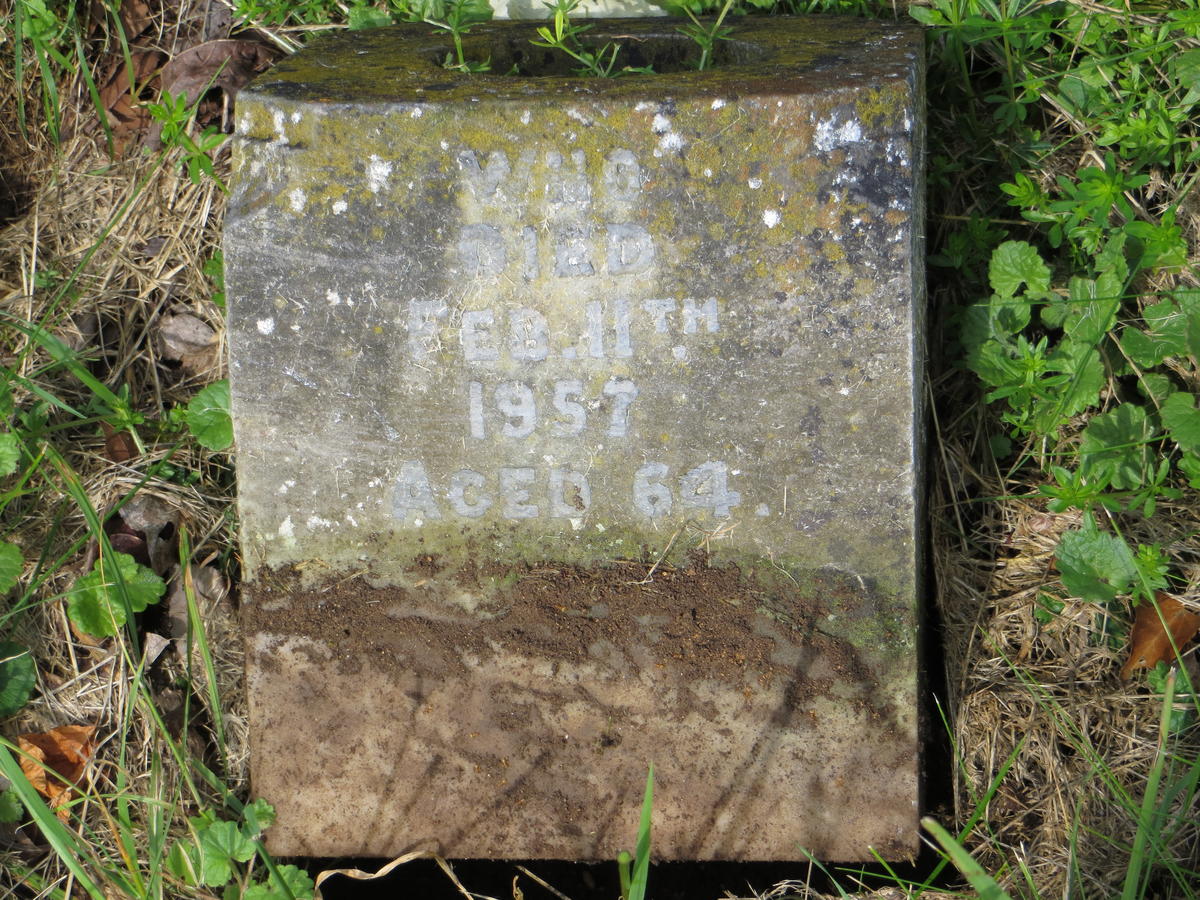 WHO
DIED
FEB. 11TH
1957
AGED 64.